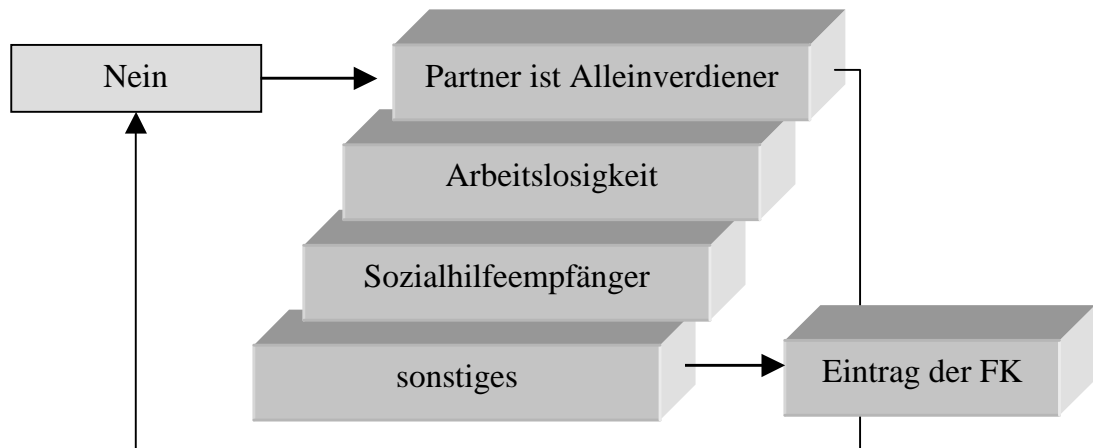 Nein
Partner ist Alleinverdiener
Arbeitslosigkeit
Sozialhilfeempfänger
sonstiges
Eintrag der FK